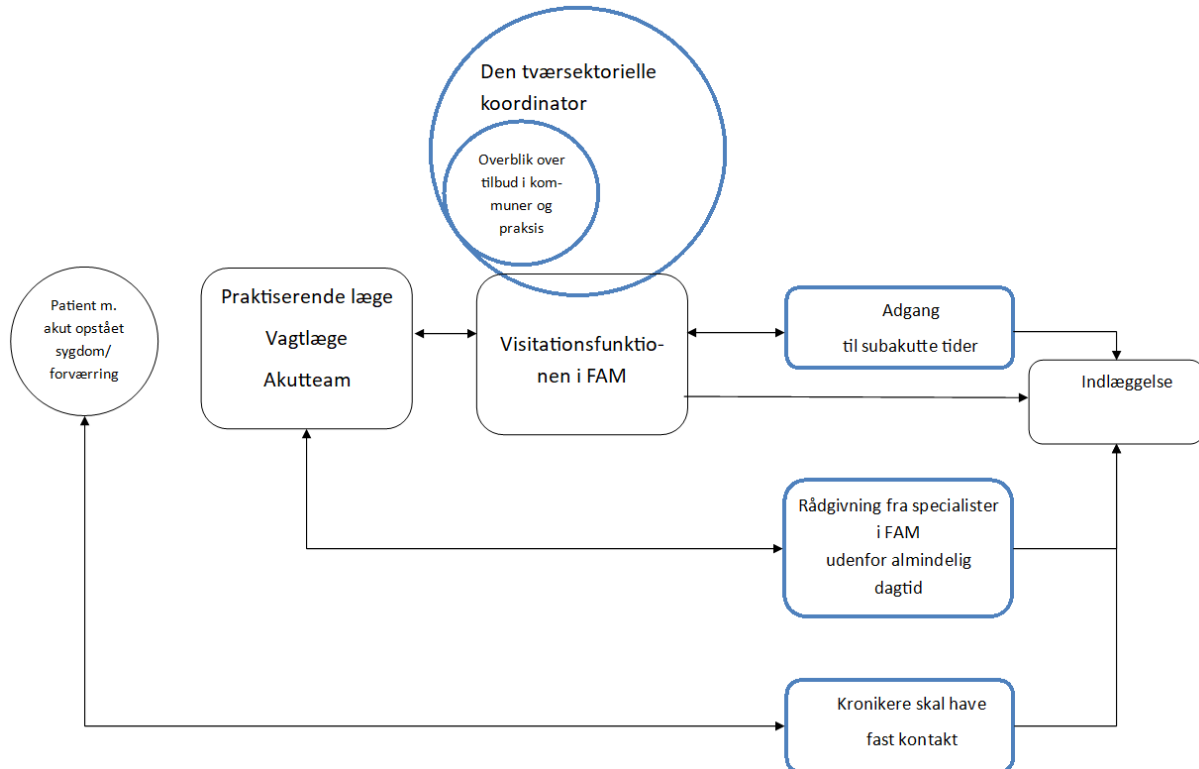 Den tværsektorielle
koordinator
Overblik over
tilbud i kom-
muner og
praksis
Patient m.
akut opstået
sygdom/
forværring
Praktiserende læge
Vagtlæge
Akutteam
Visitationsfunktio-
nen i FAM
Adgang
til subakutte tider
Indlæggelse
Rådgivning fra specialister
i FAM
udenfor almindelig
dagtid
Kronikere skal have
fast kontakt